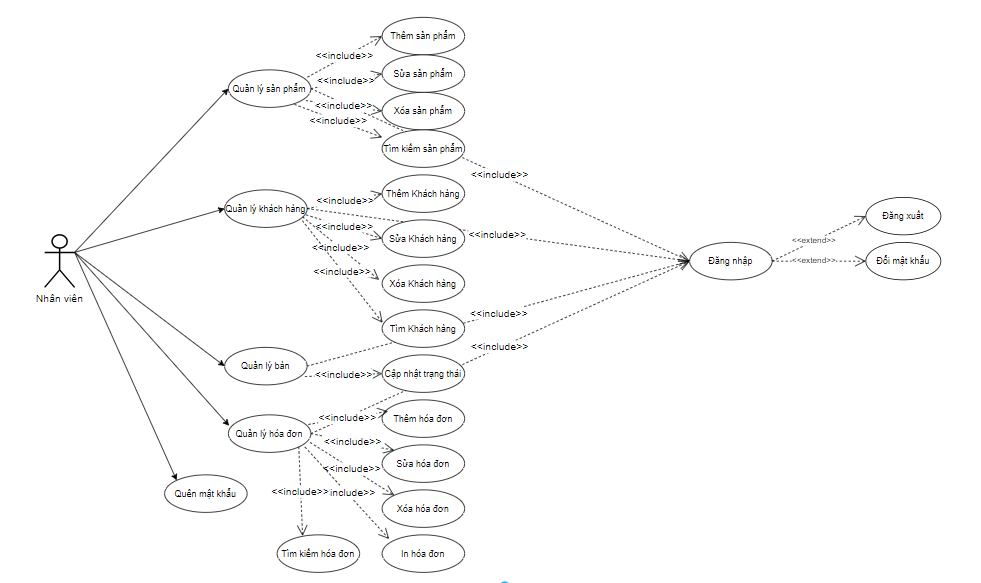 Thêm sản phẩm
<<include>>
Sửa sản phẩm
<<include>>
Quản lý sản phẩm
<<include>>
Xóa sản phẩm
<<include>>
Tìm kiếm sản phẩm
<<include>>
Thêm Khách hàng
<<include>>
Quản lý khách hàng
Đăng xuất
<<include>>
Sửa Khách hàng
<<include>>
<<extend>>
<<include>>
Đăng nhập
<<extend>>
Đổi mật khẩu
<<include>>
Xóa Khách hàng
Nhân viên
<<include>>
Tìm Khách hàng
<<include>>
Quản lý bàn
<<include>>
Cập nhật trạng thái
<<include>>
Thêm hóa đơn
Quản lý hóa đơn
<<include>>
Sửa hóa đơn
<<include>>
Quên mật khẩu
<<include>>
include>>
Xóa hóa đơn
Tìm kiếm hóa đơn
In hóa đơn